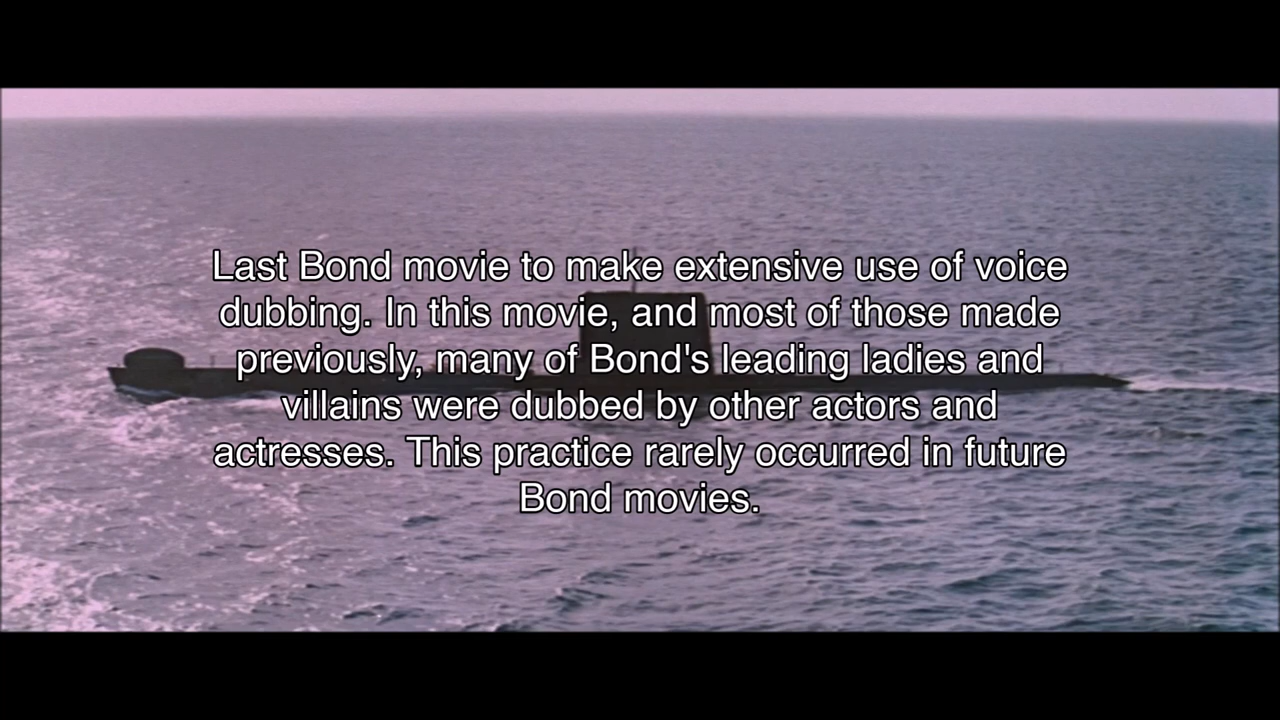 Last Bond movie to make extensive use of voice
dubbing. In this movie, and most of those made
previously, many of Bond's leading ladies and
villains were dubbed by other actors and
actresses. This practice rarely occurred in future
Bond movies.